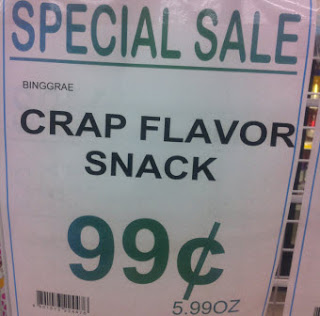 SPECIAL SALE
BINGGRAE
CRAP FLAVOR
SNACK
99¢
5.99OZ